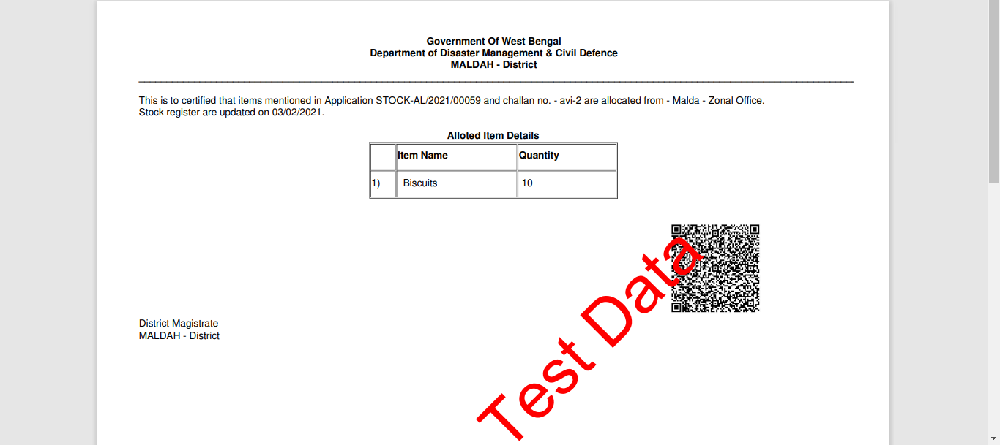 Government Of West Bengal
Department of Disaster Management & Civil Defence
MALDAH - District
This is to certified that items mentioned in Application STOCK-AL/2021/00059 and challan no. - avi-2 are allocated from - Malda - Zonal Office.
Stock register are updated on 03/02/2021.
Alloted Item Details
Item Name Quantity
1) Biscuits 10
Test Data
District Magistrate
MALDAH - District